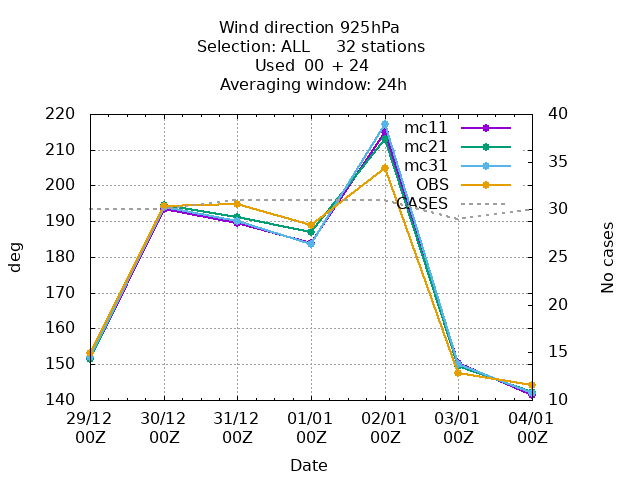 Wind direction 925hPa
Selection: ALL 32 stations
Used 00 + 24
Averaging window: 24h
220 40
mc11
mc21
mc31
OBS
CASES
210
200
190
180
170
160
150
140
35
30
25
20
15
10
deg
No cases
29/12 30/12 31/12 01/01 02/01 03/01 04/01
00Z 00Z 00Z 00Z 00Z 00Z 00Z
Date